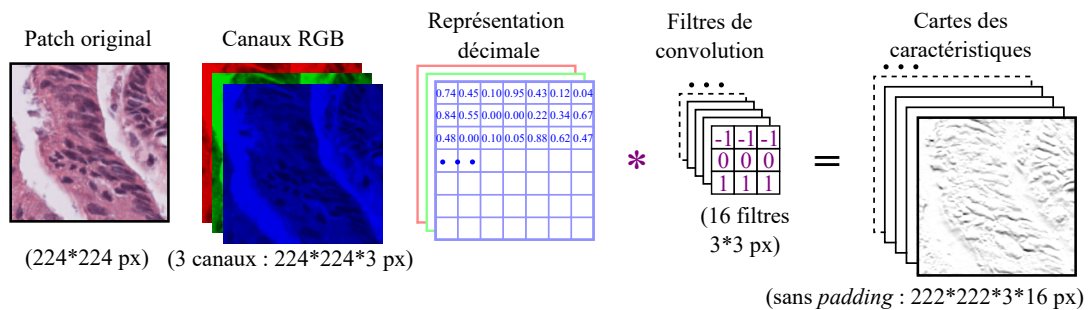 Patch original
(224*224 px)
Canaux RGB
(3 canaux : 224*224*3 px)
Représentation
décimale
0.74 0.45 0.10 0.95 0.43 0.12 0.04
0.84 0.55 0.00 0.00 0.22 0.34 0.67
0.48 0.00 0.10 0.05 0.88 0.62 0.47
• • •
*
Filtres de
convolution
• • •
-1 -1 -1
0 0 0
1 1 1
(16 filtres
3*3 px)
=
Cartes des
caractéristiques
• • •
(sans padding : 222*222*3*16 px)